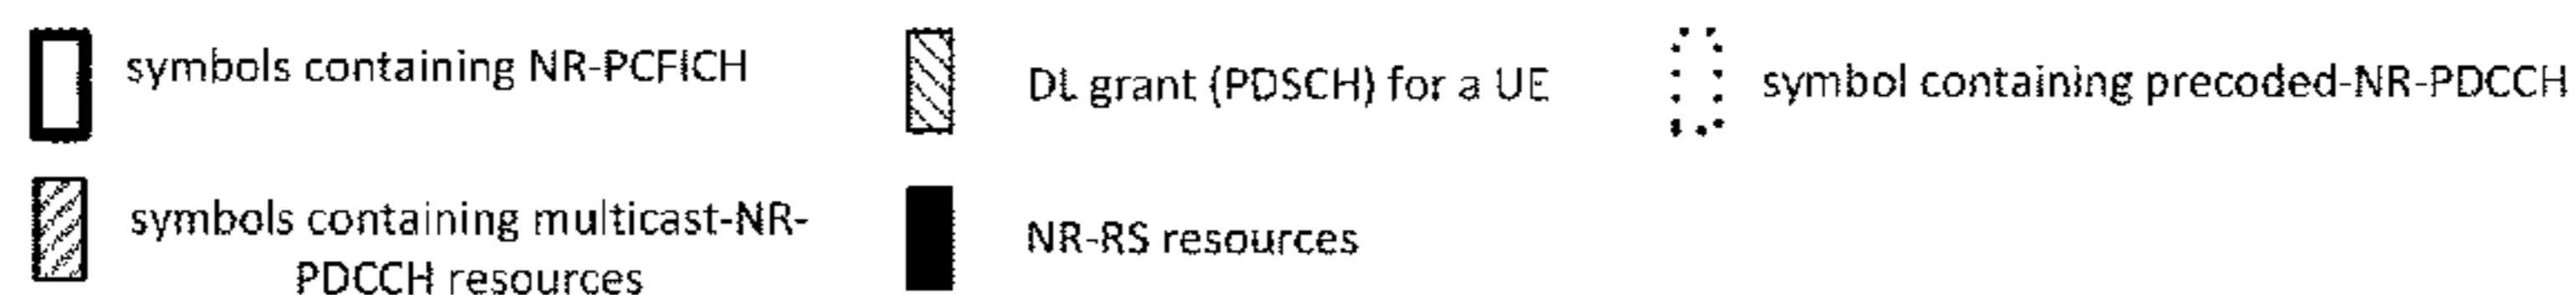 symbols containing NR-PCFICH
DL grant (PDSCH) for a UE
symbol containing precoded-NR-PDCCH
symbols containing multicast-NR-
PDCCH resources
NR-RS resources